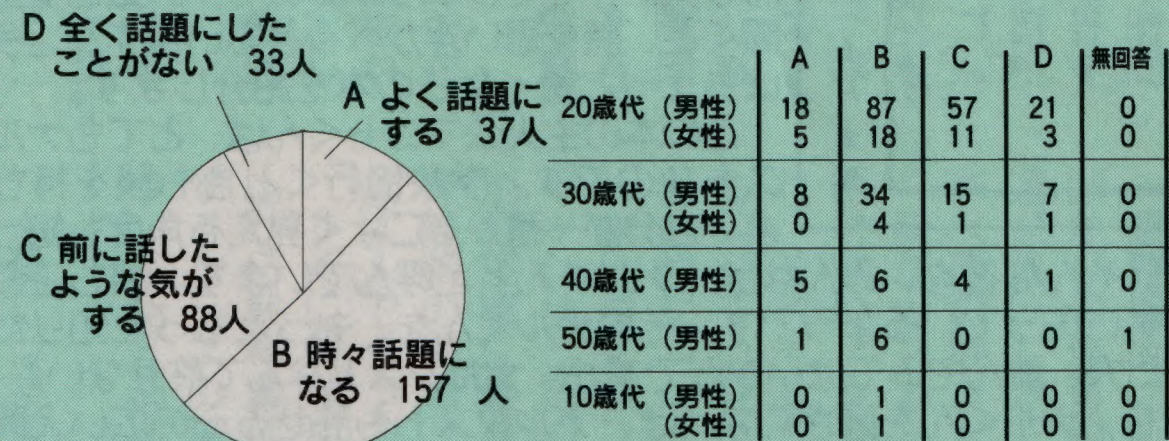 D 全く話題にした
ことがない 33人
A よく話題に
する 37人
C 前に話した
ような気が
する 88人
B 時々話題に
なる 157 人
A B C D 無回答
20歳代（男性） 18 87 57 21 0
（女性） 5 18 11 3 0
30歳代（男性） 8 34 15 7 0
（女性） 0 4 1 1 0
40歳代（男性） 5 6 4 1 0
50歳代（男性） 1 6 0 0 1
10歳代（男性） 0 1 0 0 0
（女性） 0 1 0 0 0